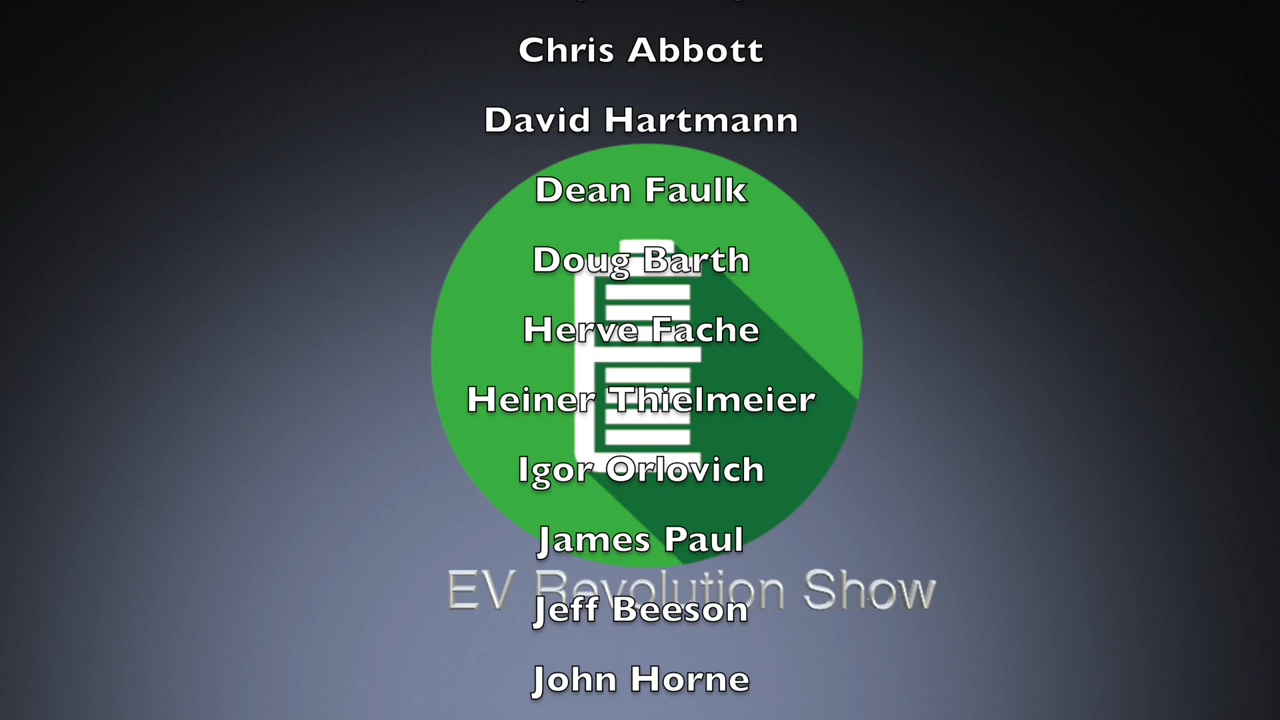 Chris Abbott
David Hartmann
Dean Faulk
Doug Barth
Herve Fache
Heiner Thielmeier
Igor Orlovich
James Paul
EV Revolution Show
Jeff Beeson
John Horne